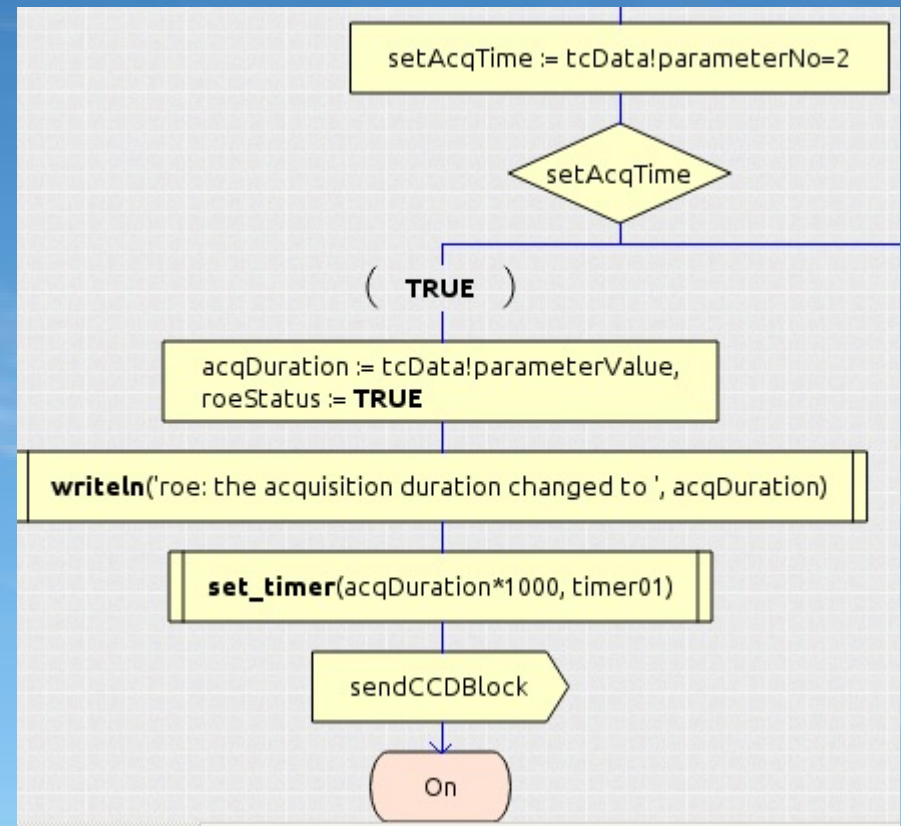 setAcqTime := tcData!parameterNo=2
setAcqTime
( TRUE )
acqDuration := tcData!parameterValue,
roeStatus := TRUE
writeln('roe: the acquisition duration changed to ', acqDuration)
set_timer(acqDuration*1000, timer01)
sendCCDBlock
On